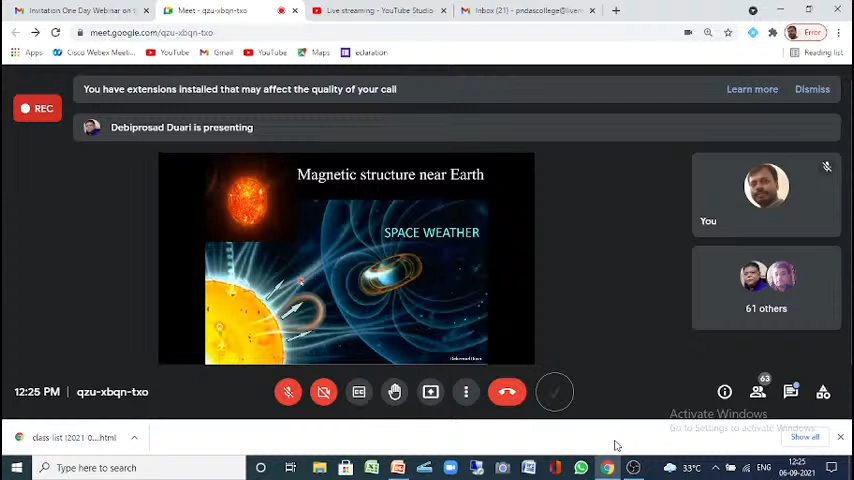 Invitation One Day Webinar on t
Meet - qzu-xbqn-txo
Live streaming - YouTube Studio
Inbox (21) - pndascollege@live
meet.google.com/qzu-xbqn-txo
Error
Apps
Cisco Webex Meet...
YouTube
Gmail
YouTube
Maps
eclaration
Reading list
You have extensions installed that may affect the quality of your call
Learn more
Dismiss
REC
Debiprosad Duari is presenting
Magnetic structure near Earth
SPACE WEATHER
Debiprosad Duari
You
61 others
12:25 PM | qzu-xbqn-txo
63
Activate Windows
Go to Settings to activate Windows.
class-list (2021-0....html
Show all
Type here to search
33°C
ENG
12:25
06-09-2021